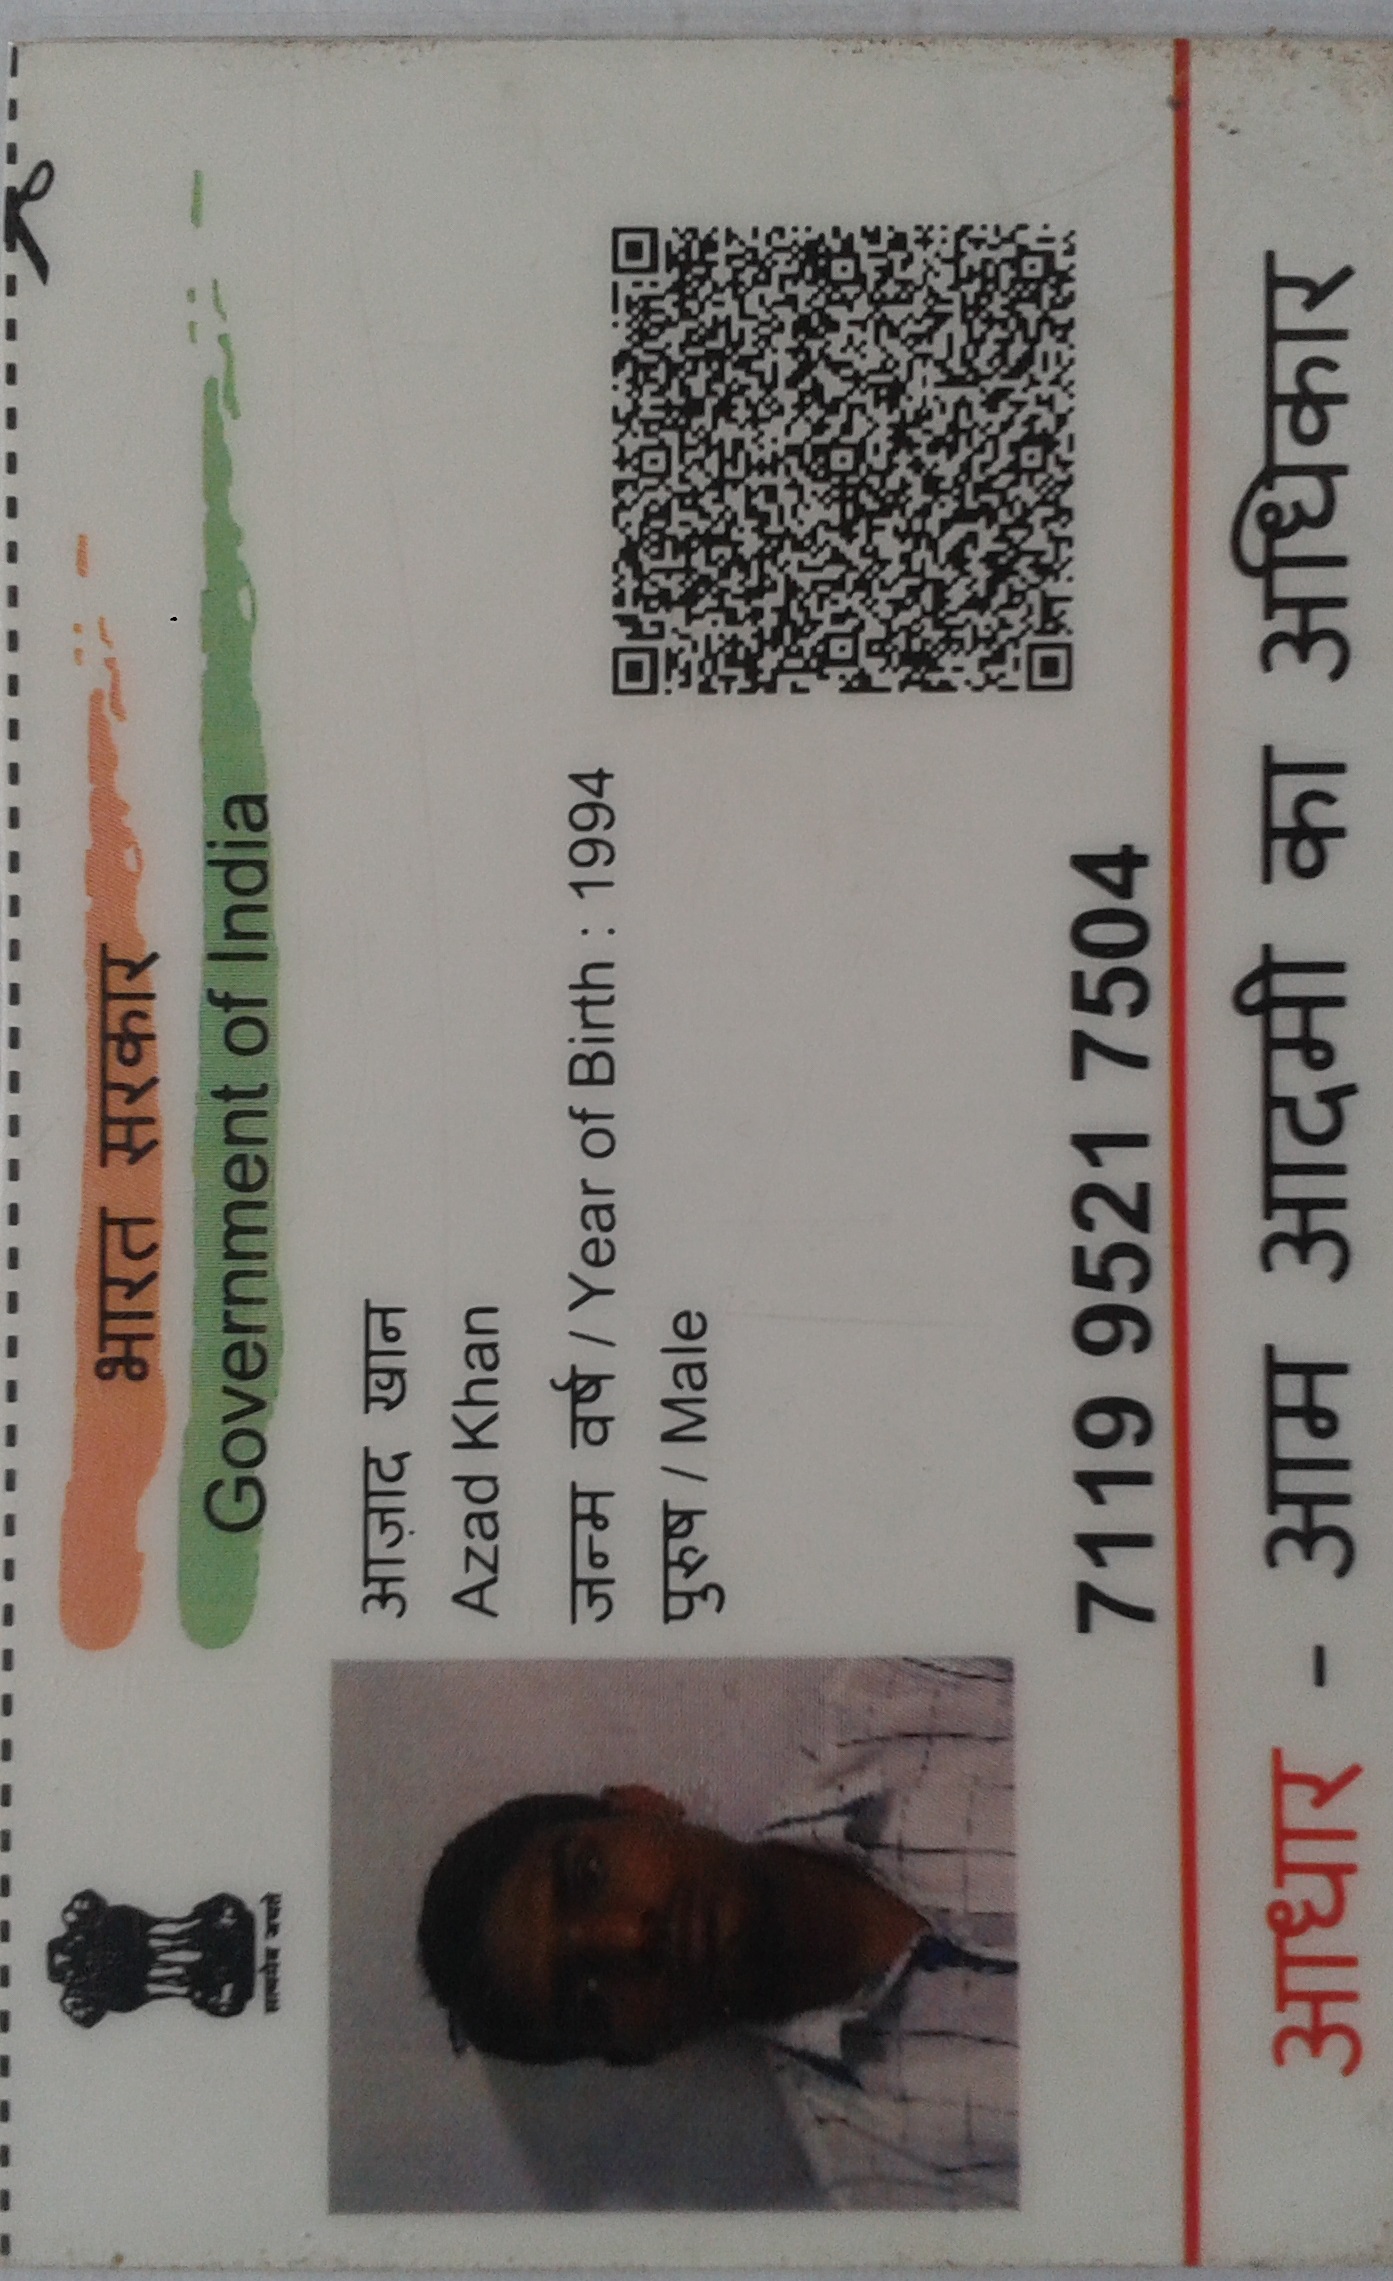 भारत सरकार
Government of India
सत्यमेव जयते
आज़ाद खान
Azad Khan
जन्म वर्ष / Year of Birth : 1994
पुरुष / Male
7119 9521 7504
आधार - आम आदमी का अधिकार